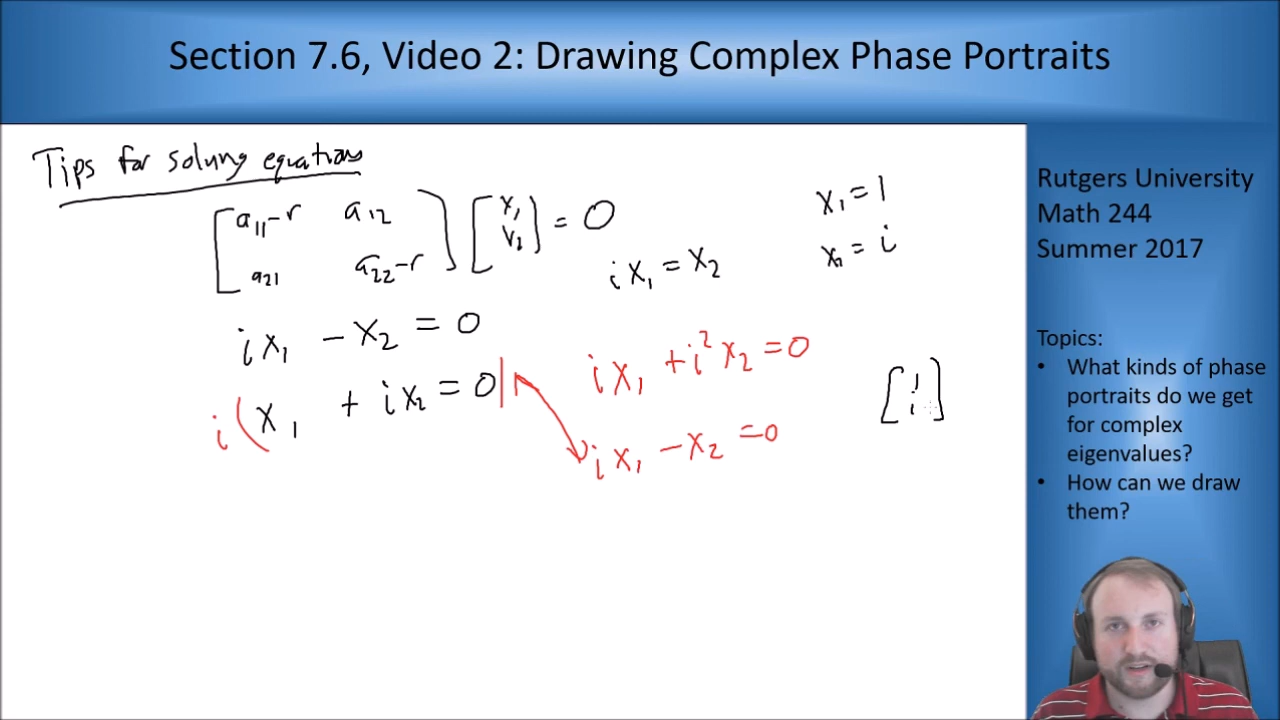 Section 7.6, Video 2: Drawing Complex Phase Portraits
Tips for solving equations
[a₁₁-r a₁₂
a₂₁ a₂₂-r] [x₁
x₂] = 0
ix₁ = x₂
x₁ = 1
x₂ = i
ix₁ - x₂ = 0
i( x₁ + ix₂ = 0
ix₁ + i²x₂ = 0
ix₁ - x₂ = 0
[1
i]
Rutgers University
Math 244
Summer 2017
Topics:
• What kinds of phase
portraits do we get
for complex
eigenvalues?
• How can we draw
them?